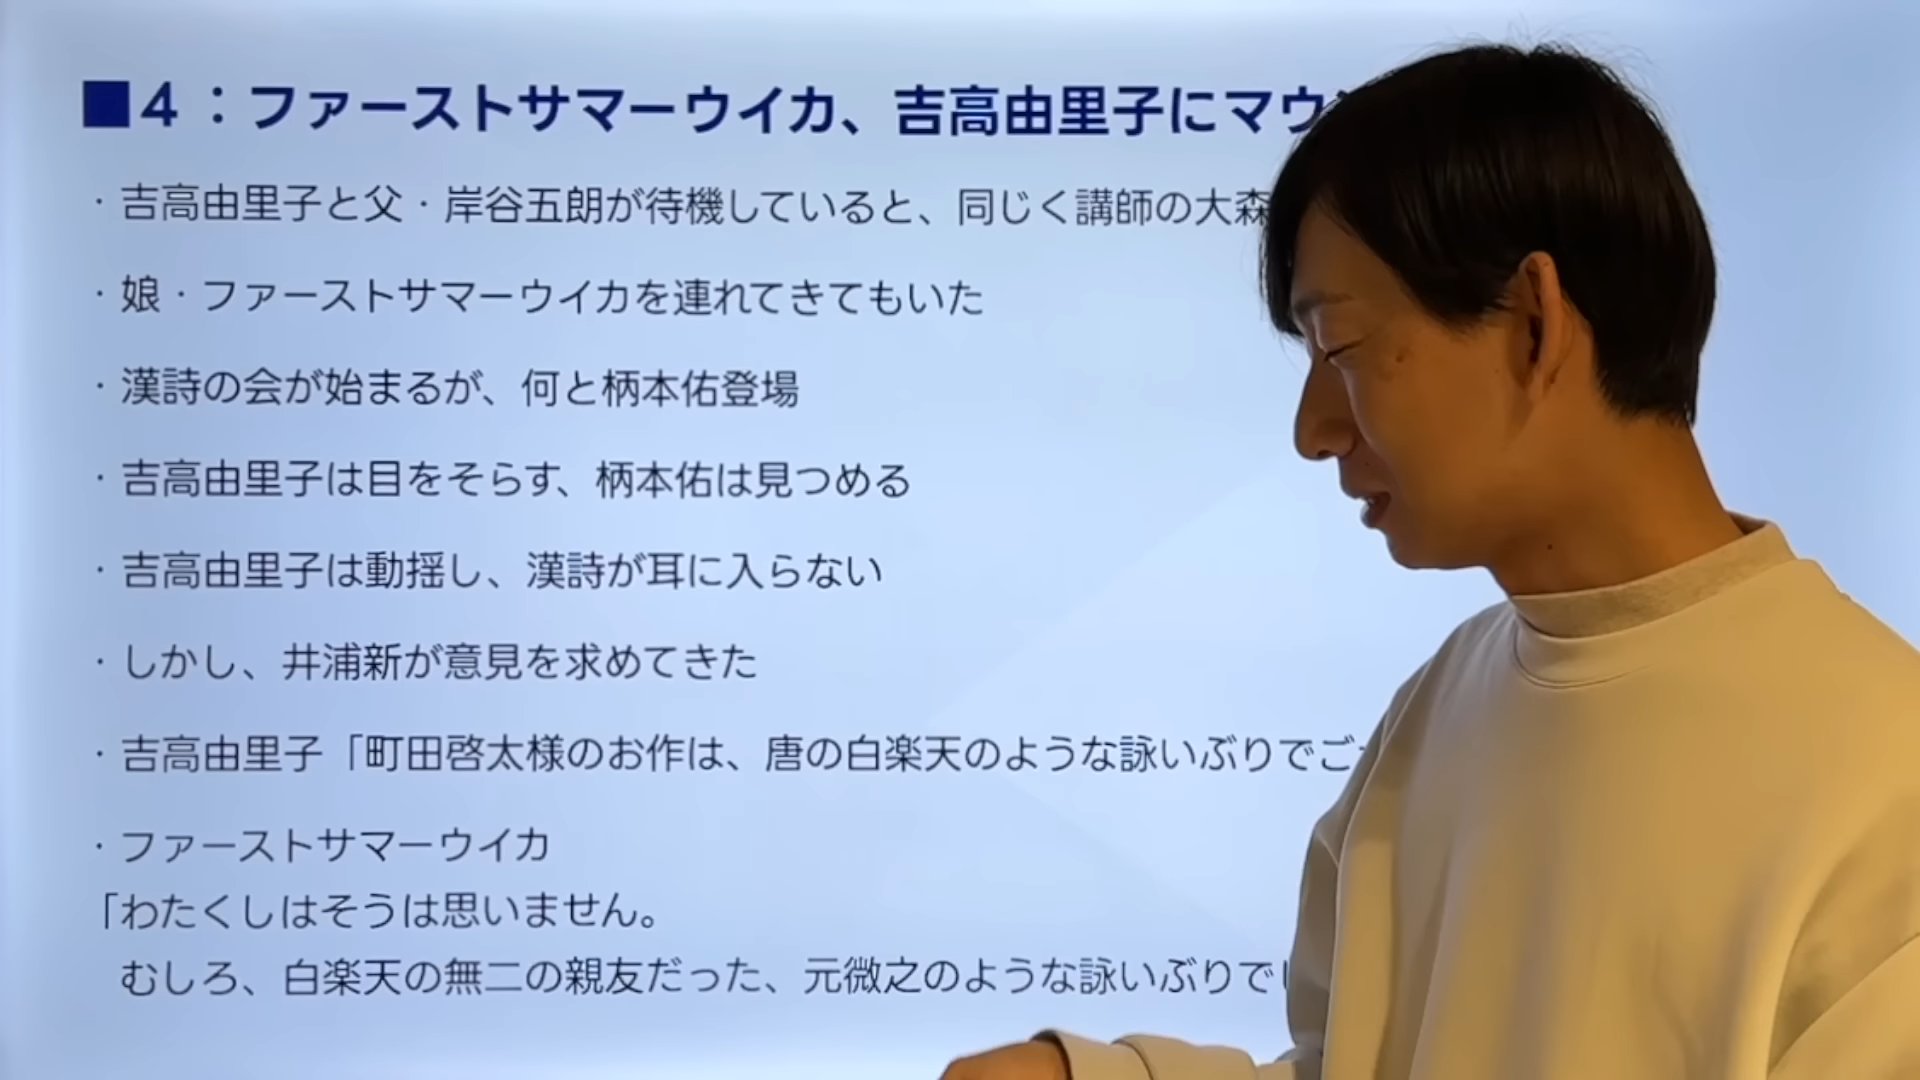 ■4：ファーストサマーウイカ、吉高由里子にマウ
・吉高由里子と父・岸谷五朗が待機していると、同じく講師の大森
・娘・ファーストサマーウイカを連れてきてもいた
・漢詩の会が始まるが、何と柄本佑登場
・吉高由里子は目をそらす、柄本佑は見つめる
・吉高由里子は動揺し、漢詩が耳に入らない
・しかし、井浦新が意見を求めてきた
・吉高由里子「町田啓太様のお作は、唐の白楽天のような詠いぶりでご
・ファーストサマーウイカ
「わたくしはそうは思いません。
むしろ、白楽天の無二の親友だった、元微之のような詠いぶりで